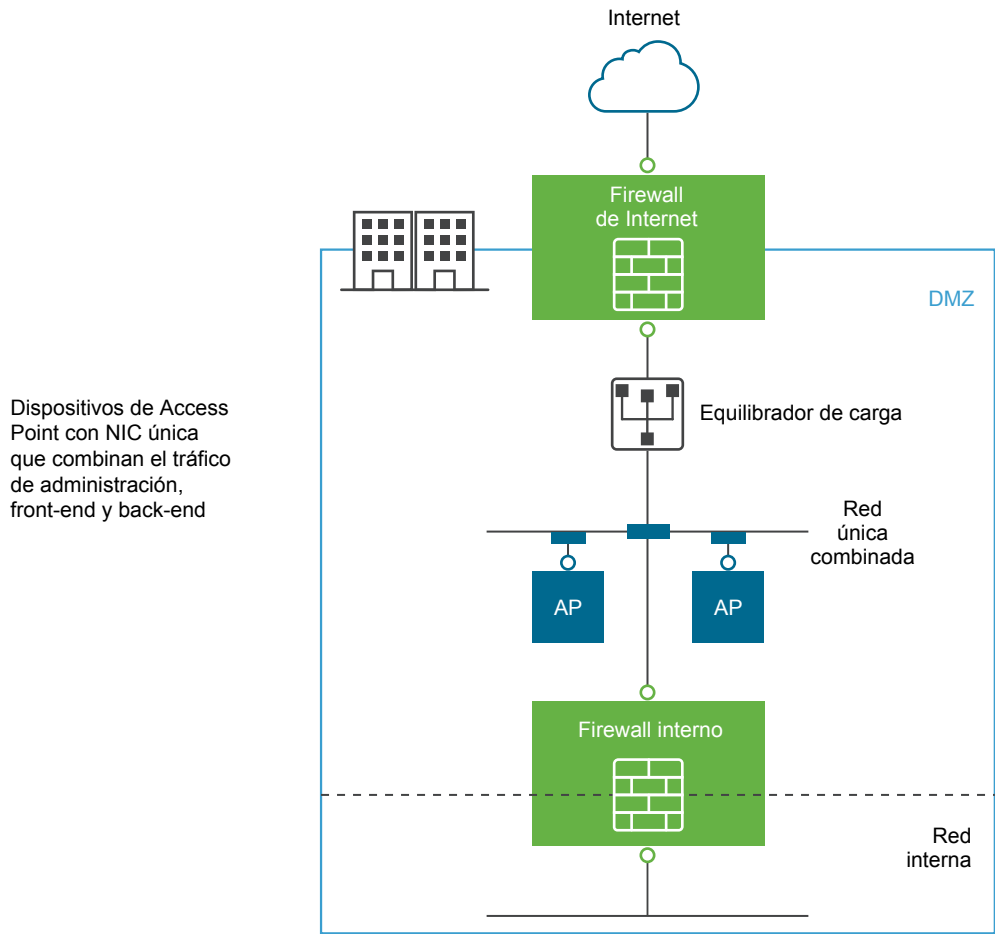 Internet
Firewall
de Internet
DMZ
Dispositivos de Access
Point con NIC única
que combinan el tráfico
de administración,
front-end y back-end
Equilibrador de carga
Red
única
combinada
AP
AP
Firewall interno
Red
interna